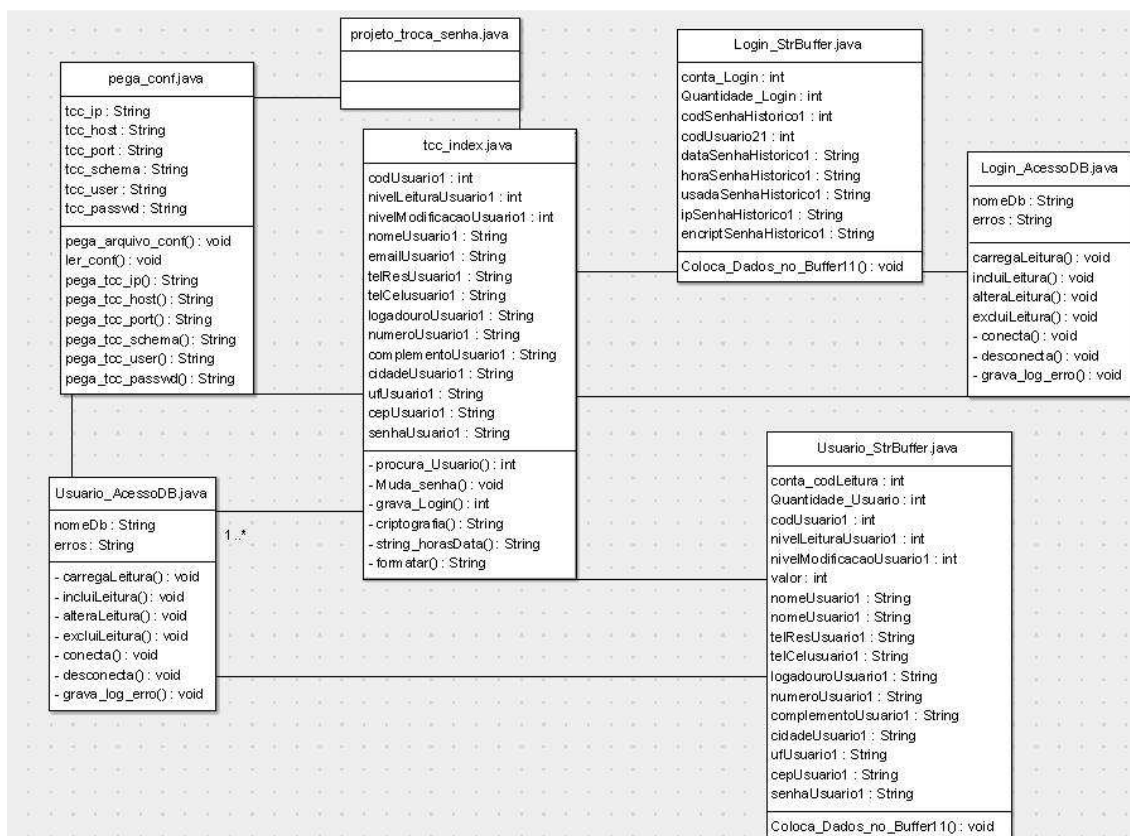 projeto_troca_senha.java
pega_conf.java
tcc_ip : String
tcc_host : String
tcc_port : String
tcc_schema : String
tcc_user : String
tcc_passwd : String
pega_arquivo_conf() : void
ler_conf() : void
pega_tcc_ip() : String
pega_tcc_host() : String
pega_tcc_port() : String
pega_tcc_schema() : String
pega_tcc_user() : String
pega_tcc_passwd() : String
tcc_index.java
codUsuario1 : int
nivelLeituraUsuario1 : int
nivelModificacaoUsuario1 : int
nomeUsuario1 : String
emailUsuario1 : String
telResUsuario1 : String
telCelusuario1 : String
logadouroUsuario1 : String
numeroUsuario1 : String
complementoUsuario1 : String
cidadeUsuario1 : String
ufUsuario1 : String
cepUsuario1 : String
senhaUsuario1 : String
- procura_Usuario() : int
- Muda_senha() : void
- grava_Login() : int
- criptografia() : String
- string_horasData() : String
- formatar() : String
Login_StrBuffer.java
conta_Login : int
Quantidade_Login : int
codSenhaHistorico1 : int
codUsuario21 : int
dataSenhaHistorico1 : String
horaSenhaHistorico1 : String
usadaSenhaHistorico1 : String
ipSenhaHistorico1 : String
encriptSenhaHistorico1 : String
Coloca_Dados_no_Buffer11() : void
Login_AcessoDB.java
nomeDb : String
erros : String
carregaLeitura() : void
incluiLeitura() : void
alteraLeitura() : void
excluiLeitura() : void
- conecta() : void
- desconecta() : void
- grava_log_erro() : void
Usuario_AcessoDB.java
nomeDb : String
erros : String
- carregaLeitura() : void
- incluiLeitura() : void
- alteraLeitura() : void
- excluiLeitura() : void
- conecta() : void
- desconecta() : void
- grava_log_erro() : void
1..*
Usuario_StrBuffer.java
conta_codLeitura : int
Quantidade_Usuario : int
codUsuario1 : int
nivelLeituraUsuario1 : int
nivelModificacaoUsuario1 : int
valor : int
nomeUsuario1 : String
nomeUsuario1 : String
telResUsuario1 : String
telCelusuario1 : String
logadouroUsuario1 : String
numeroUsuario1 : String
complementoUsuario1 : String
cidadeUsuario1 : String
ufUsuario1 : String
cepUsuario1 : String
senhaUsuario1 : String
Coloca_Dados_no_Buffer11() : void